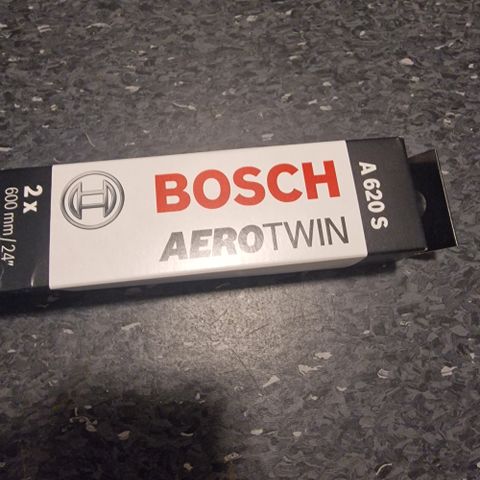 2 x
600 mm / 24"
BOSCH
AEROTWIN
A 620 S